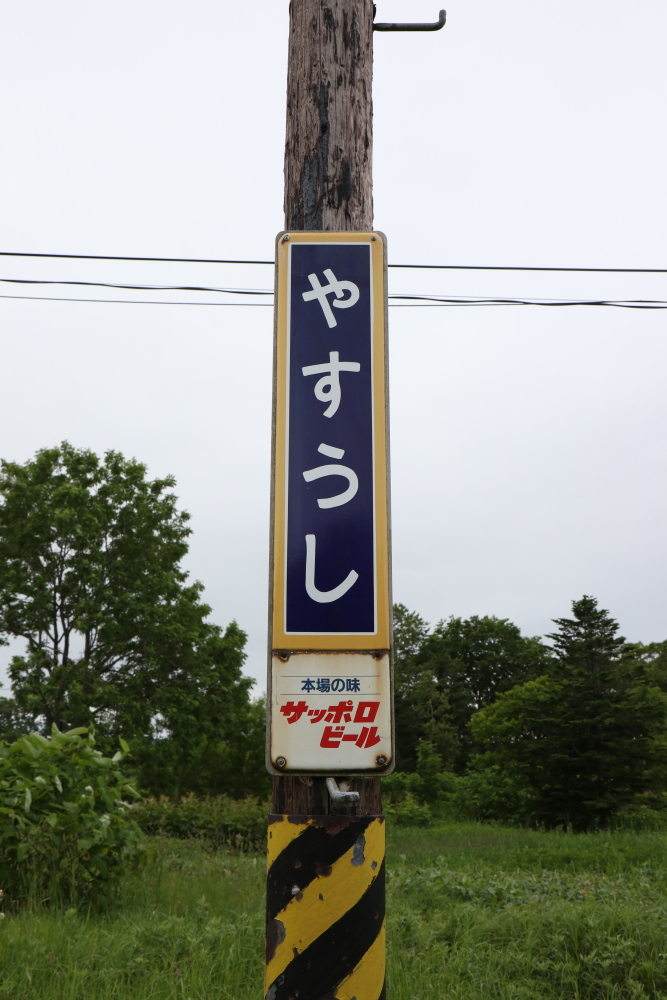 やすうし
本場の味
サッポロ
ビール